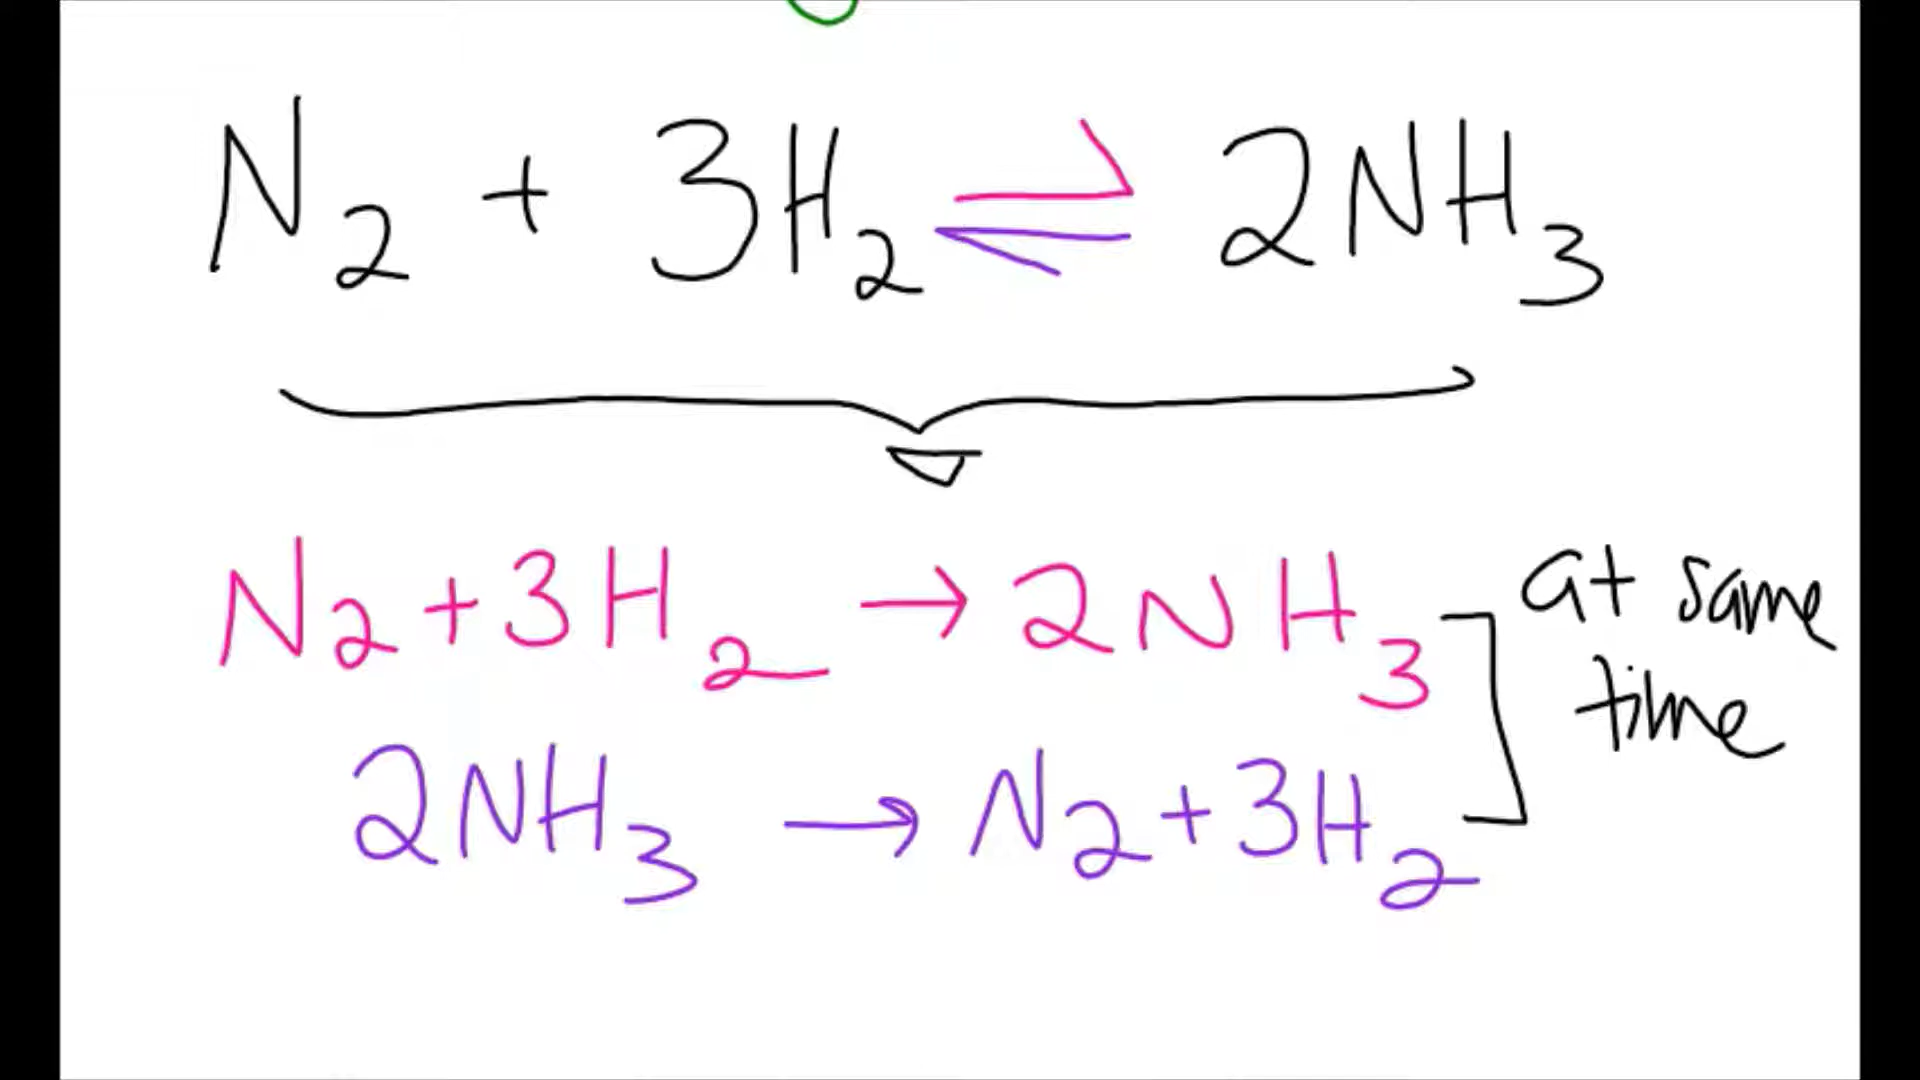 N₂ + 3H₂ ⇌ 2NH₃
N₂+3H₂ → 2NH₃
at same
time
2NH₃ → N₂+3H₂